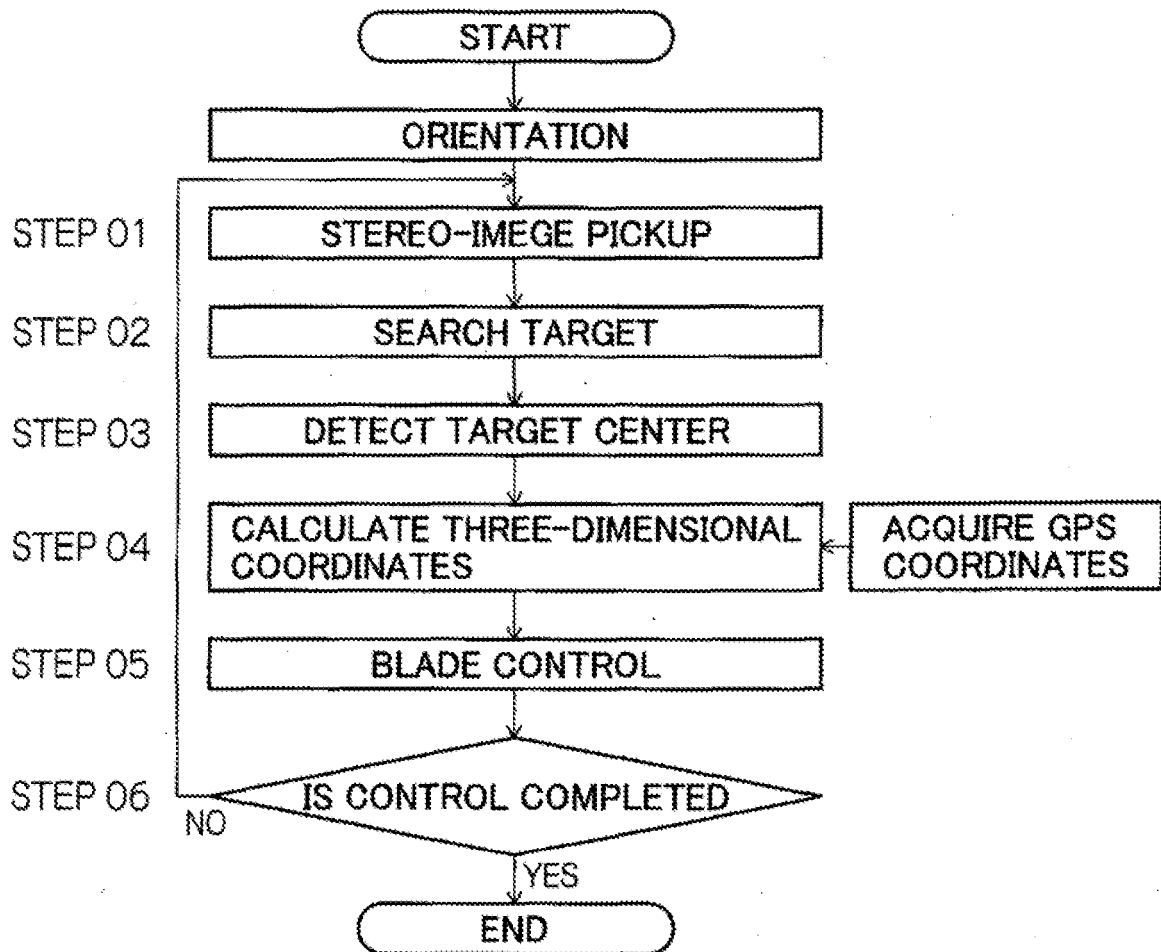 START
ORIENTATION
STEP 01
STEREO-IMEGE PICKUP
STEP 02
SEARCH TARGET
STEP 03
DETECT TARGET CENTER
STEP 04
CALCULATE THREE-DIMENSIONAL
COORDINATES
ACQUIRE GPS
COORDINATES
STEP 05
BLADE CONTROL
STEP 06
IS CONTROL COMPLETED
NO
YES
END